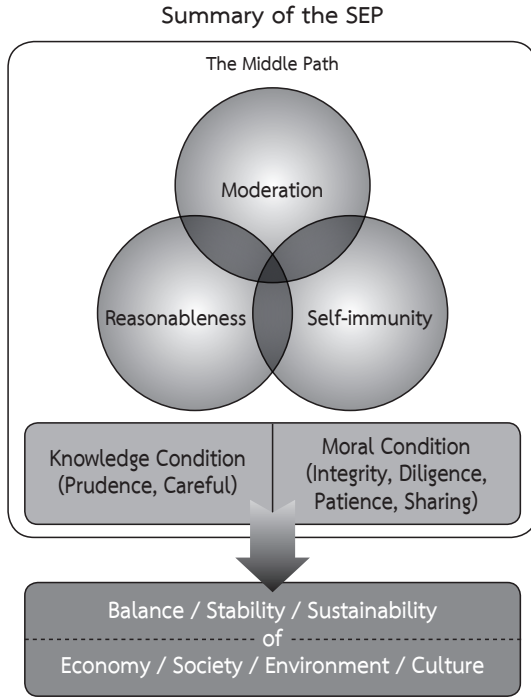 Summary of the SEP
The Middle Path
Moderation
Reasonableness
Self-immunity
Knowledge Condition
(Prudence, Careful)
Moral Condition
(Integrity, Diligence,
Patience, Sharing)
Balance / Stability / Sustainability
of
Economy / Society / Environment / Culture